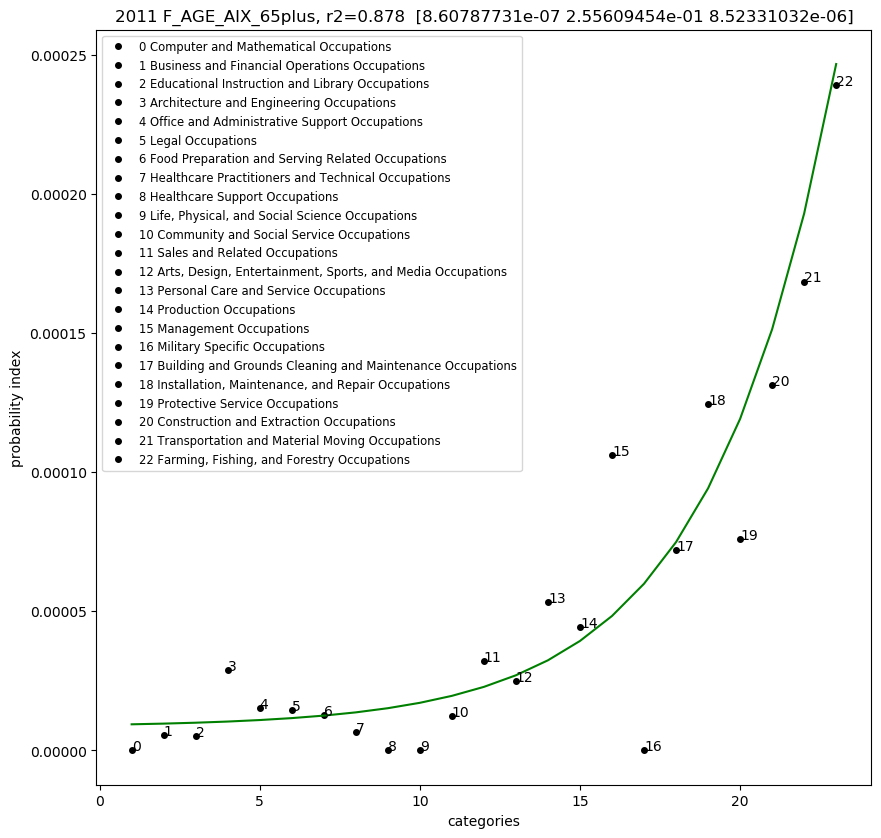 2011 F_AGE_AIX_65plus, r2=0.878 [8.60787731e-07 2.55609454e-01 8.52331032e-06]
0 Computer and Mathematical Occupations
1 Business and Financial Operations Occupations
2 Educational Instruction and Library Occupations
3 Architecture and Engineering Occupations
4 Office and Administrative Support Occupations
5 Legal Occupations
6 Food Preparation and Serving Related Occupations
7 Healthcare Practitioners and Technical Occupations
8 Healthcare Support Occupations
9 Life, Physical, and Social Science Occupations
10 Community and Social Service Occupations
11 Sales and Related Occupations
12 Arts, Design, Entertainment, Sports, and Media Occupations
13 Personal Care and Service Occupations
14 Production Occupations
15 Management Occupations
16 Military Specific Occupations
17 Building and Grounds Cleaning and Maintenance Occupations
18 Installation, Maintenance, and Repair Occupations
19 Protective Service Occupations
20 Construction and Extraction Occupations
21 Transportation and Material Moving Occupations
22 Farming, Fishing, and Forestry Occupations
probability index
0.00025
0.00020
0.00015
0.00010
0.00005
0.00000
0
1
2
3
4
5
6
7
8
9
10
11
12
13
14
15
16
17
18
19
20
21
22
0
5
10
15
20
categories